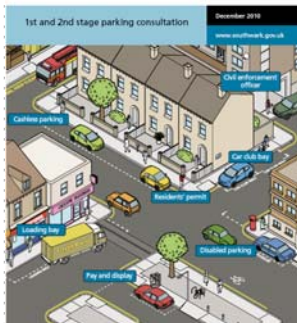 1st and 2nd stage parking consultation
December 2010
www.southwark.gov.uk
Civil enforcement
officer
Cashless parking
Car club bay
Residents' permit
Loading bay
Disabled parking
Pay and display